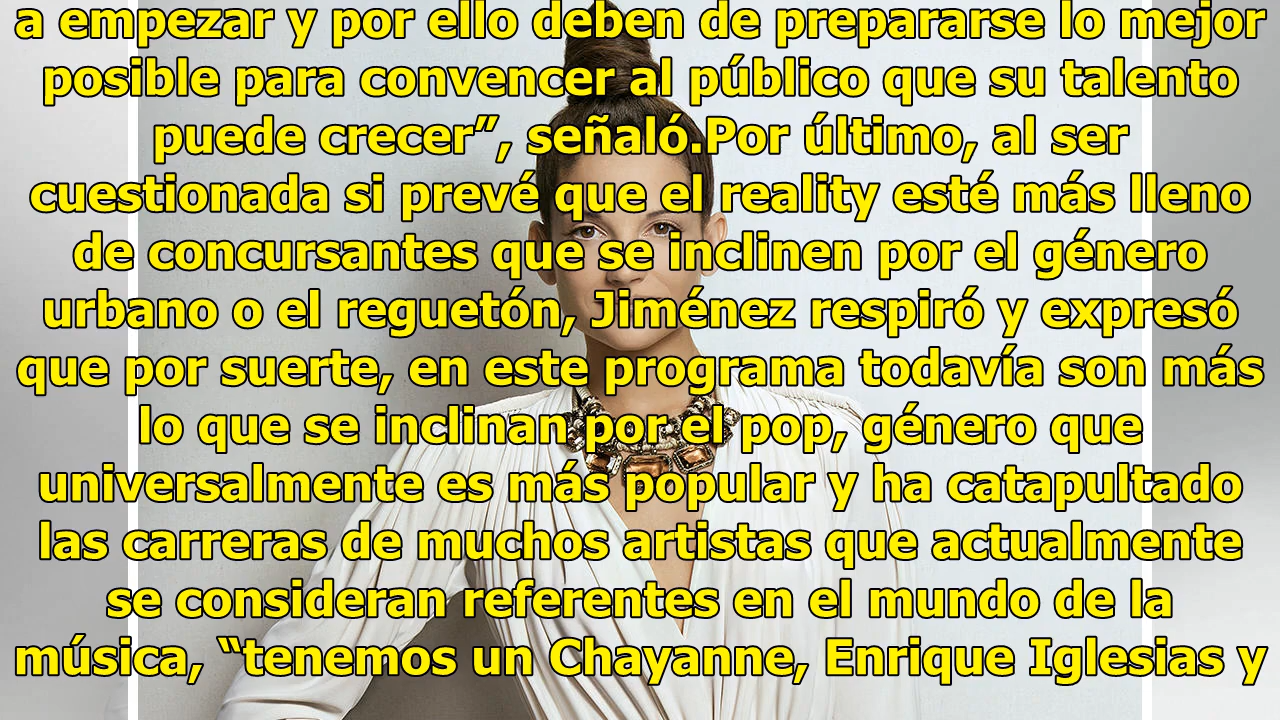 a empezar y por ello deben de prepararse lo mejor
posible para convencer al público que su talento
puede crecer”, señaló.Por último, al ser
cuestionada si prevé que el reality esté más lleno
de concursantes que se inclinen por el género
urbano o el reguetón, Jiménez respiró y expresó
que por suerte, en este programa todavía son más
lo que se inclinan por el pop, género que
universalmente es más popular y ha catapultado
las carreras de muchos artistas que actualmente
se consideran referentes en el mundo de la
música, “tenemos un Chayanne, Enrique Iglesias y